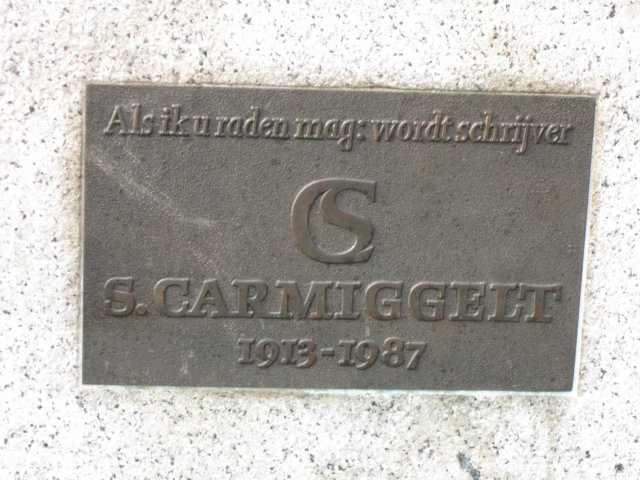 Als ik u raden mag: wordt schrijver
CS
S. CARMIGGELT
1913-1987